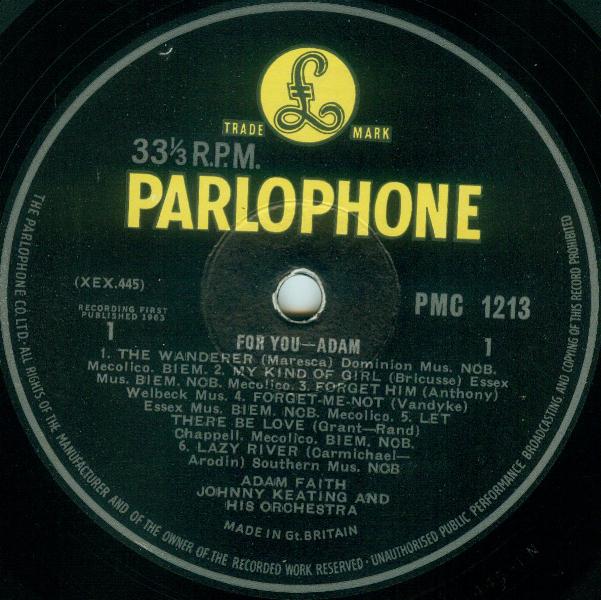 £
TRADE MARK
33⅓ R.P.M.
PARLOPHONE
(XEX.445)
PMC 1213
RECORDING FIRST
PUBLISHED 1963
1
1
FOR YOU—ADAM
1. THE WANDERER (Maresca) Dominion Mus. NCB.
Mecolico. BIEM. 2. MY KIND OF GIRL (Bricusse) Essex
Mus. BIEM. NCB. Mecolico. 3. FORGET HIM (Anthony)
Welbeck Mus. 4. FORGET-ME-NOT (Vandyke)
Essex Mus. BIEM. NCB. Mecolico. 5. LET
THERE BE LOVE (Grant—Rand)
Chappell. Mecolico. BIEM. NCB.
6. LAZY RIVER (Carmichael—
Arodin) Southern Mus. NCB
ADAM FAITH
JOHNNY KEATING AND
HIS ORCHESTRA
MADE IN Gt. BRITAIN
THE PARLOPHONE CO. LTD. · ALL RIGHTS OF THE MANUFACTURER AND OF THE OWNER OF THE RECORDED WORK RESERVED · UNAUTHORISED PUBLIC PERFORMANCE BROADCASTING AND COPYING OF THIS RECORD PROHIBITED